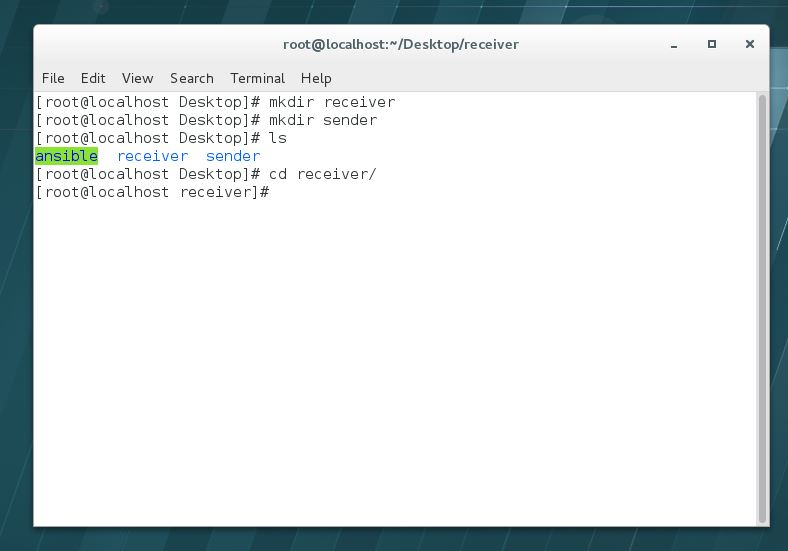 root@localhost:~/Desktop/receiver
File Edit View Search Terminal Help
[root@localhost Desktop]# mkdir receiver
[root@localhost Desktop]# mkdir sender
[root@localhost Desktop]# ls
ansible  receiver  sender
[root@localhost Desktop]# cd receiver/
[root@localhost receiver]#